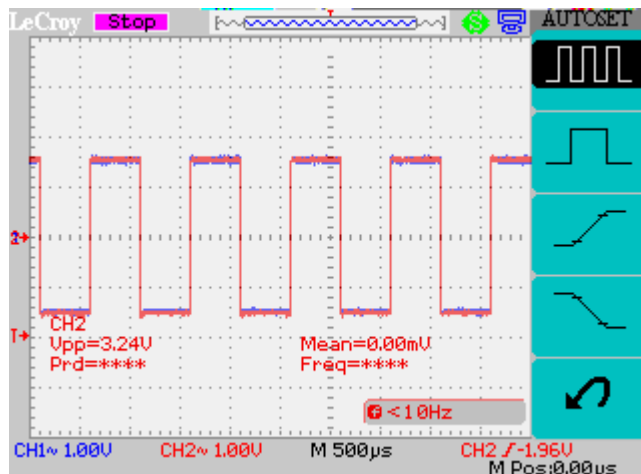 LeCroy Stop AUTOSET
T
2
T
CH2
Vpp=3.24V Mean=0.00mV
Prd=**** Freq=****
<10Hz
CH1~ 1.00V CH2~ 1.00V M 500µs CH2 -1.96V
M Pos:0.00µs